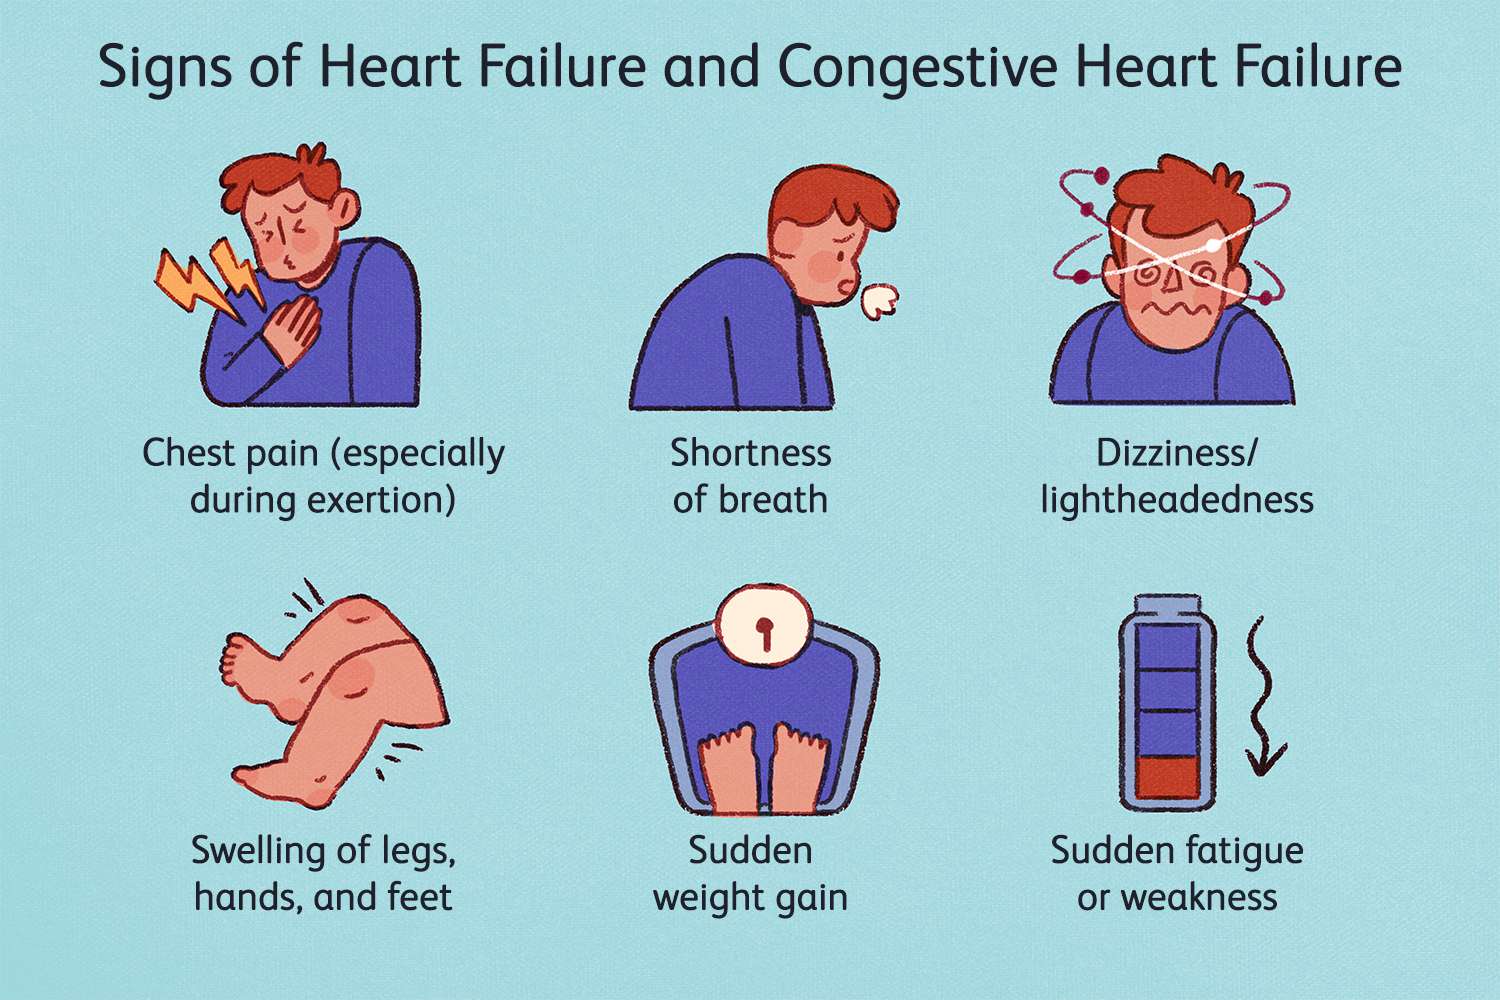 Signs of Heart Failure and Congestive Heart Failure
Chest pain (especially
during exertion)
Shortness
of breath
Dizziness/
lightheadedness
Swelling of legs,
hands, and feet
Sudden
weight gain
Sudden fatigue
or weakness